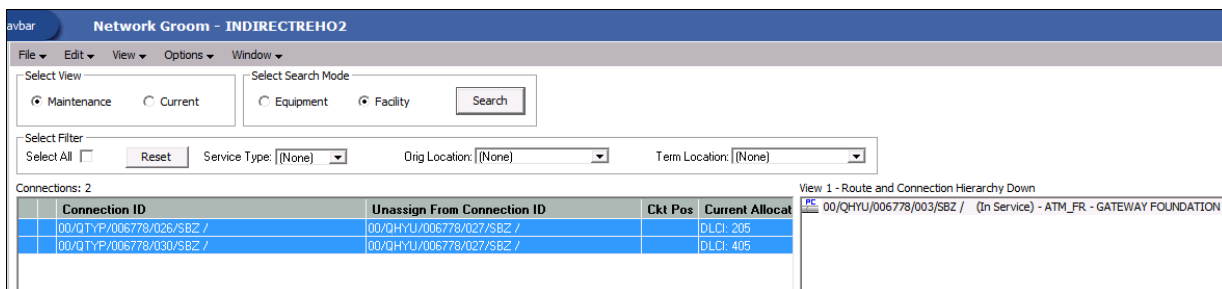 avbar Network Groom - INDIRECTREHO2
File Edit View Options Window
Select View Select Search Mode
Maintenance Current Equipment Facility Search
Select Filter
Select All Reset Service Type: (None) Orig Location: (None) Term Location: (None)
Connections: 2 View 1 - Route and Connection Hierarchy Down
Connection ID Unassign From Connection ID Ckt Pos Current Allocat PC 00/QHYU/006778/003/SBZ / (In Service) - ATM_FR - GATEWAY FOUNDATION
00/QTYP/006778/026/SBZ / 00/QHYU/006778/027/SBZ / DLCI: 205
00/QTYP/006778/030/SBZ / 00/QHYU/006778/027/SBZ / DLCI: 405